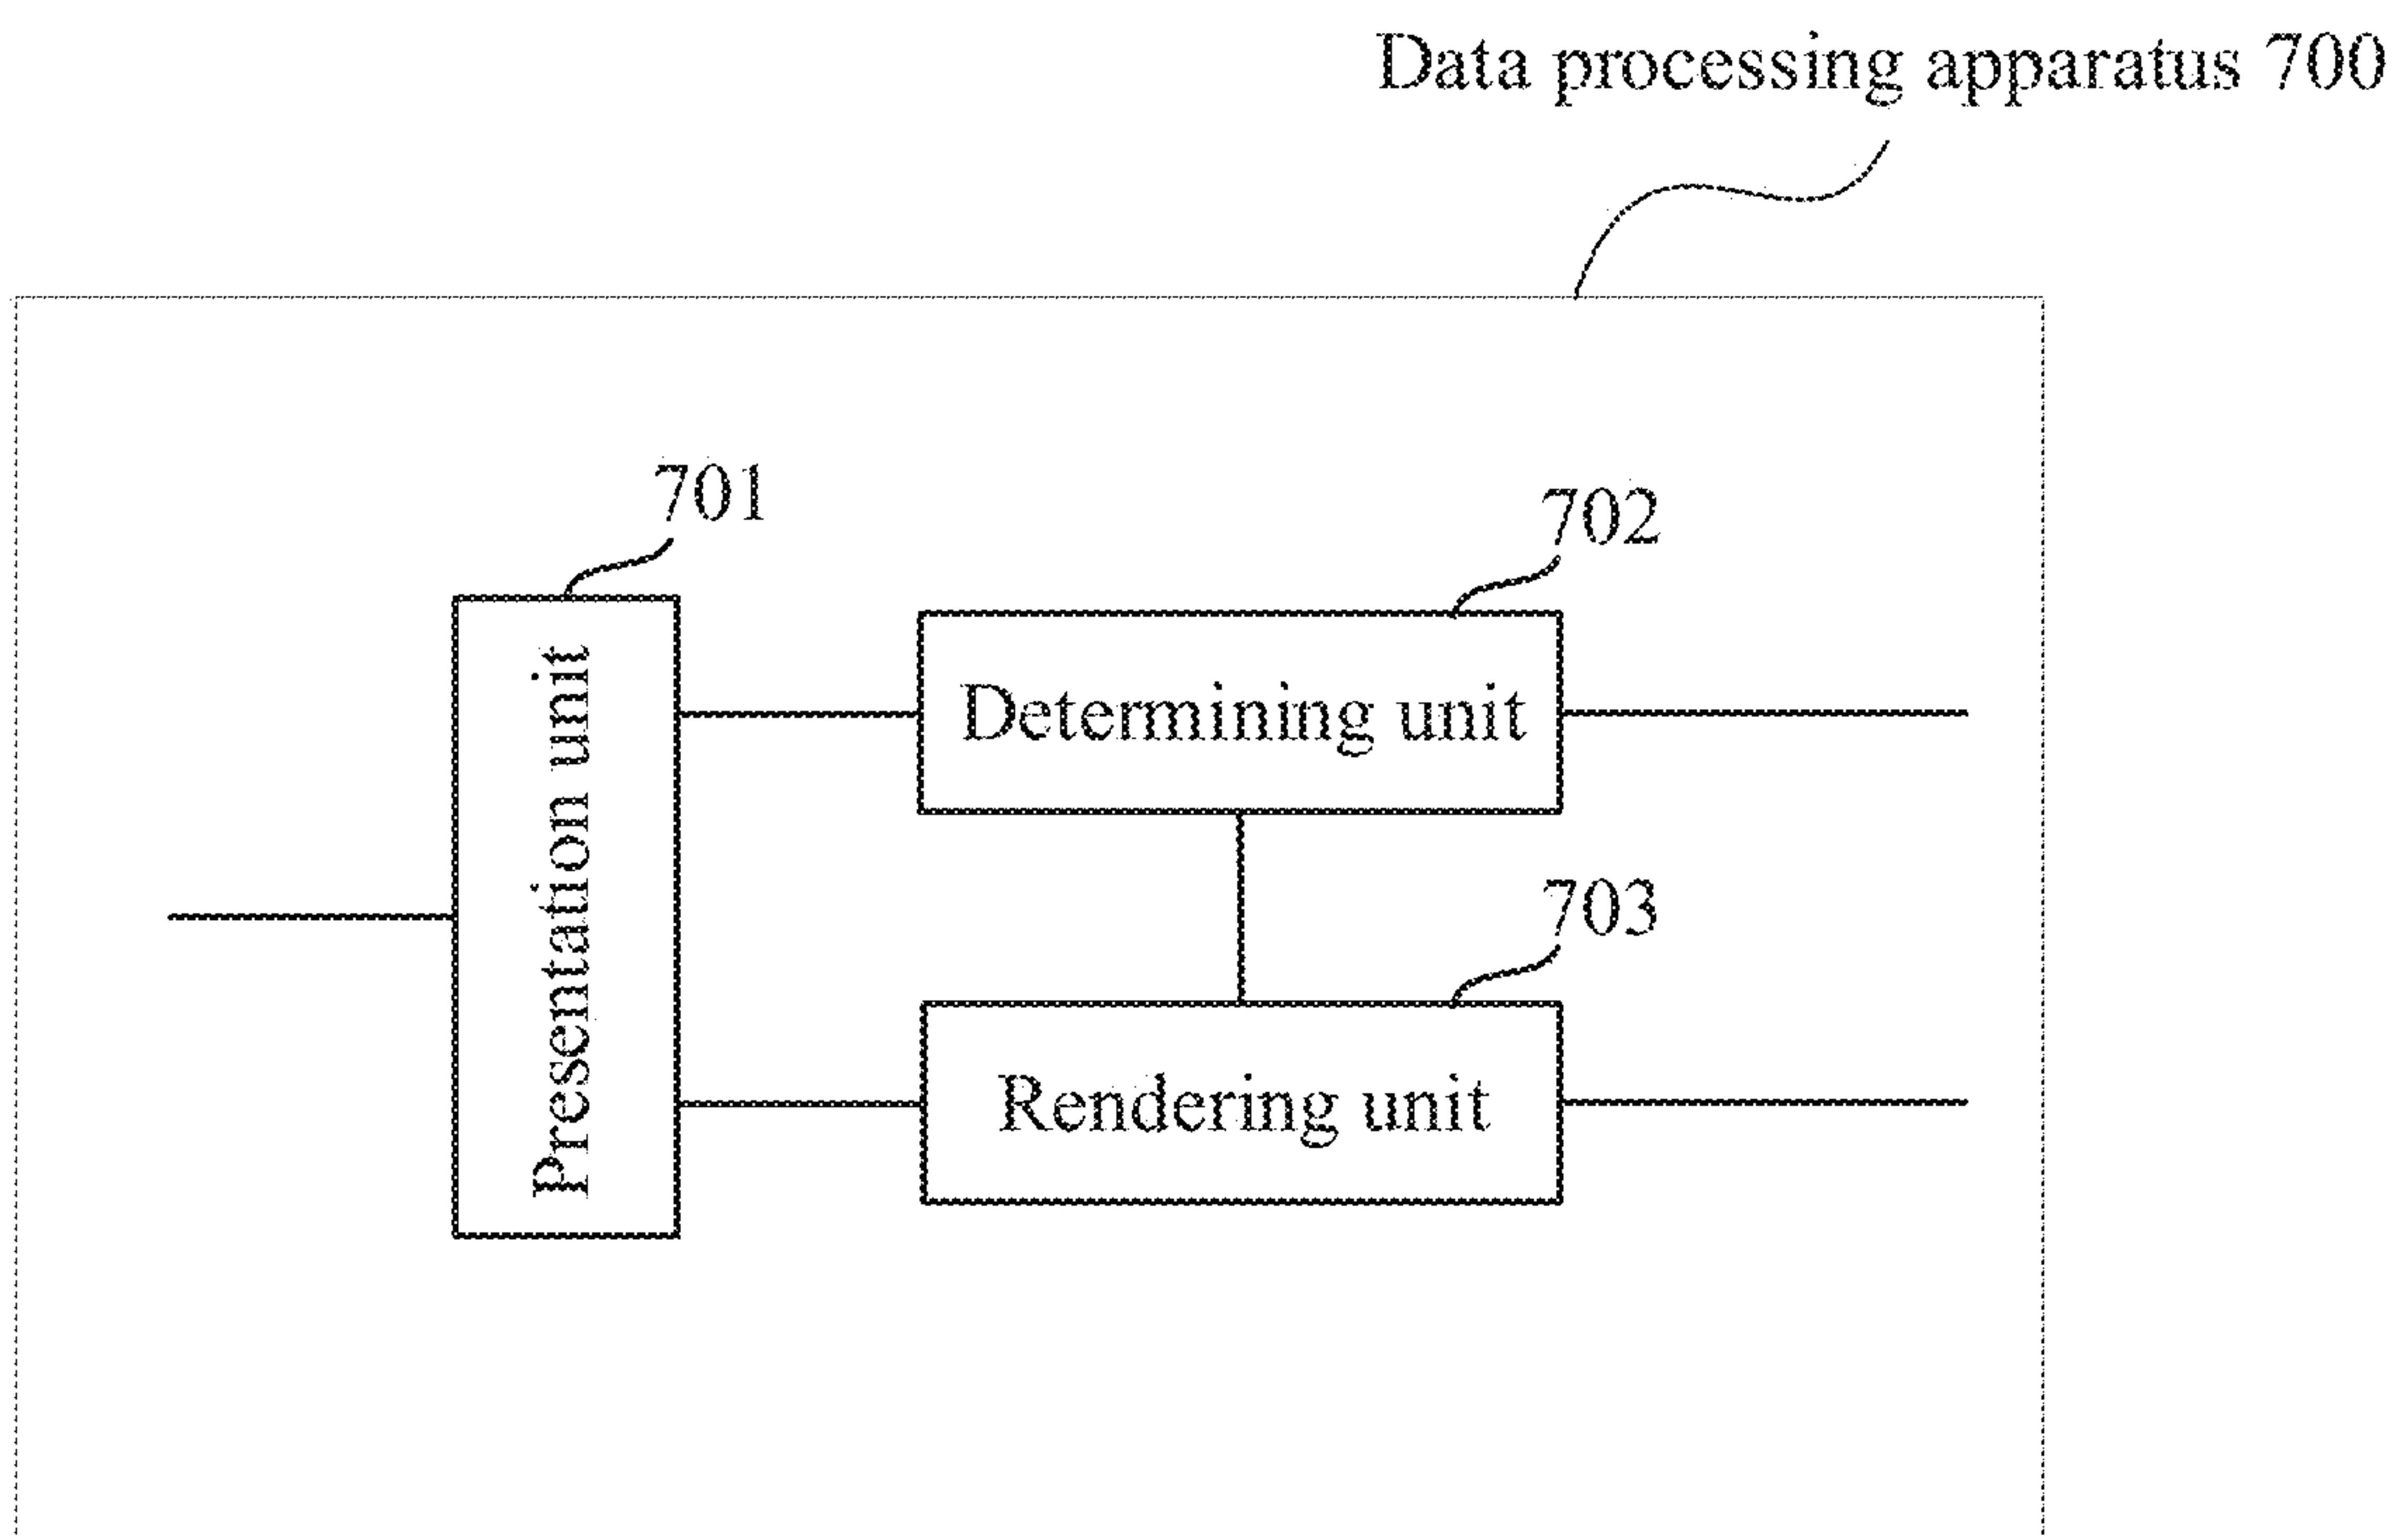 Data processing apparatus 700
701
702
Presentation unit
Determining unit
703
Rendering unit